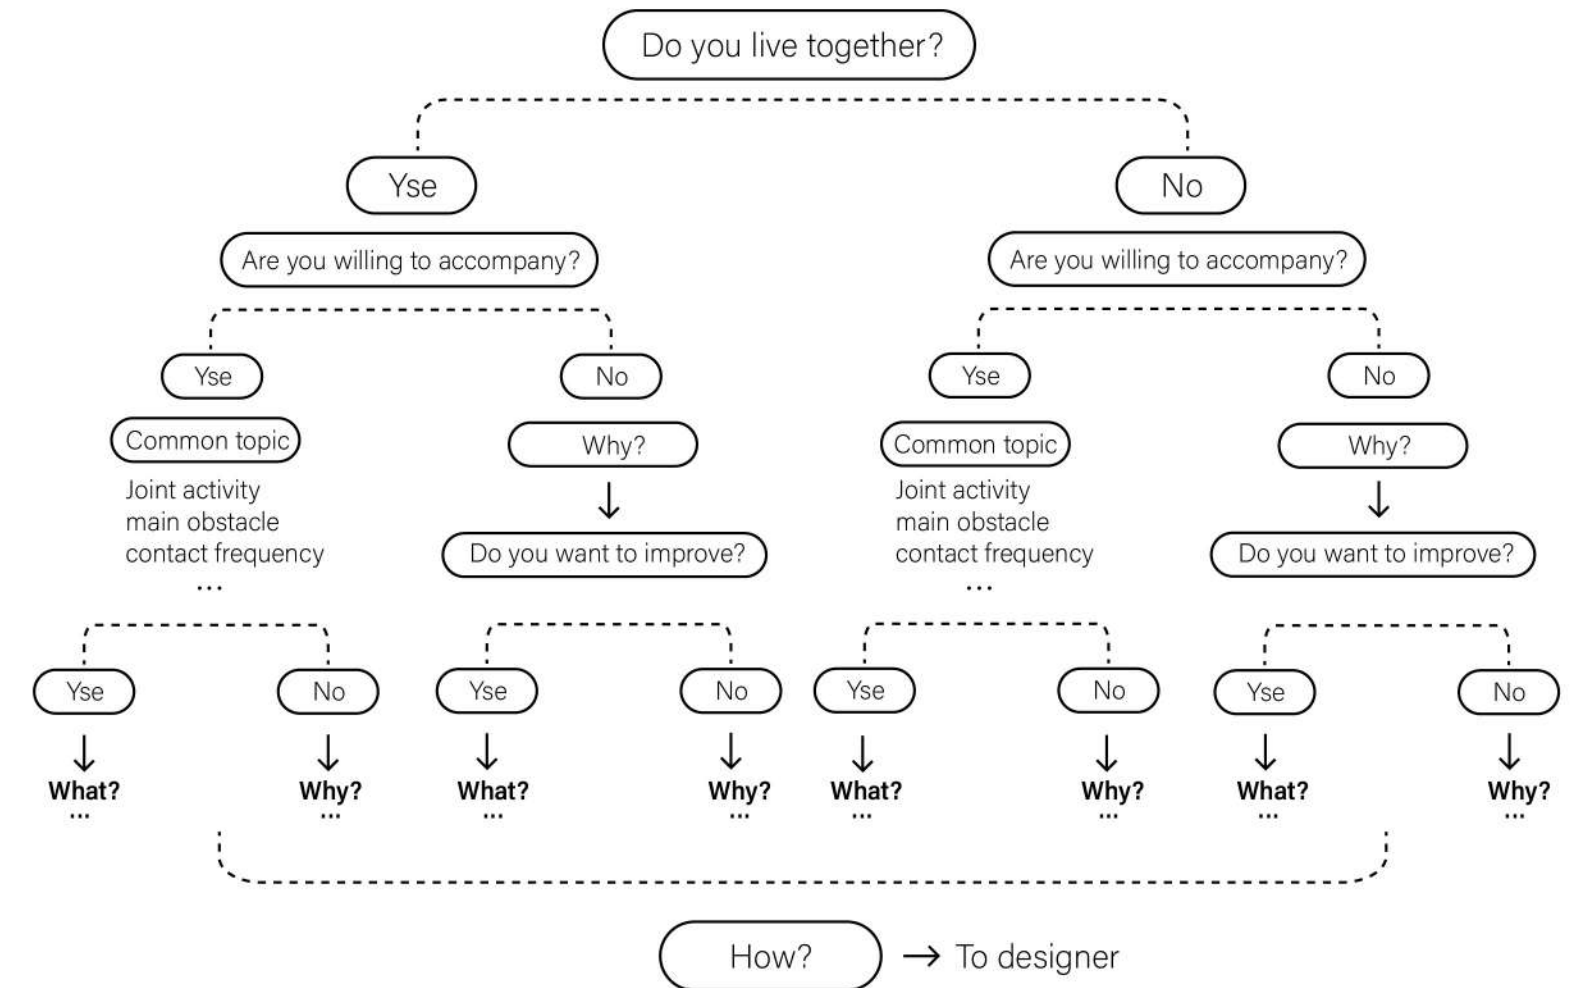 Do you live together?
Yse
No
Are you willing to accompany?
Are you willing to accompany?
Yse
No
Yse
No
Common topic
Why?
Common topic
Why?
Joint activity
main obstacle
contact frequency
...
Do you want to improve?
Joint activity
main obstacle
contact frequency
...
Do you want to improve?
Yse
No
Yse
No
Yse
No
Yse
No
What?
...
Why?
...
What?
...
Why?
...
What?
...
Why?
...
What?
...
Why?
...
How?
To designer